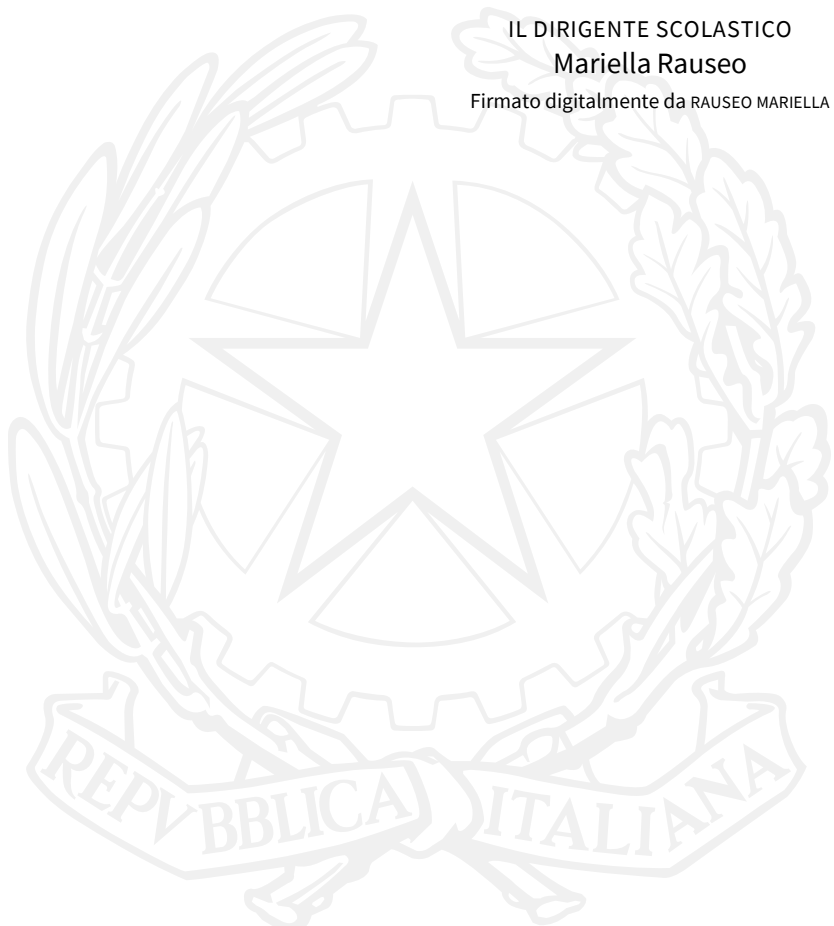 IL DIRIGENTE SCOLASTICO
Mariella Rauseo
Firmato digitalmente da RAUSEO MARIELLA
REPVBBLICA ITALIANA